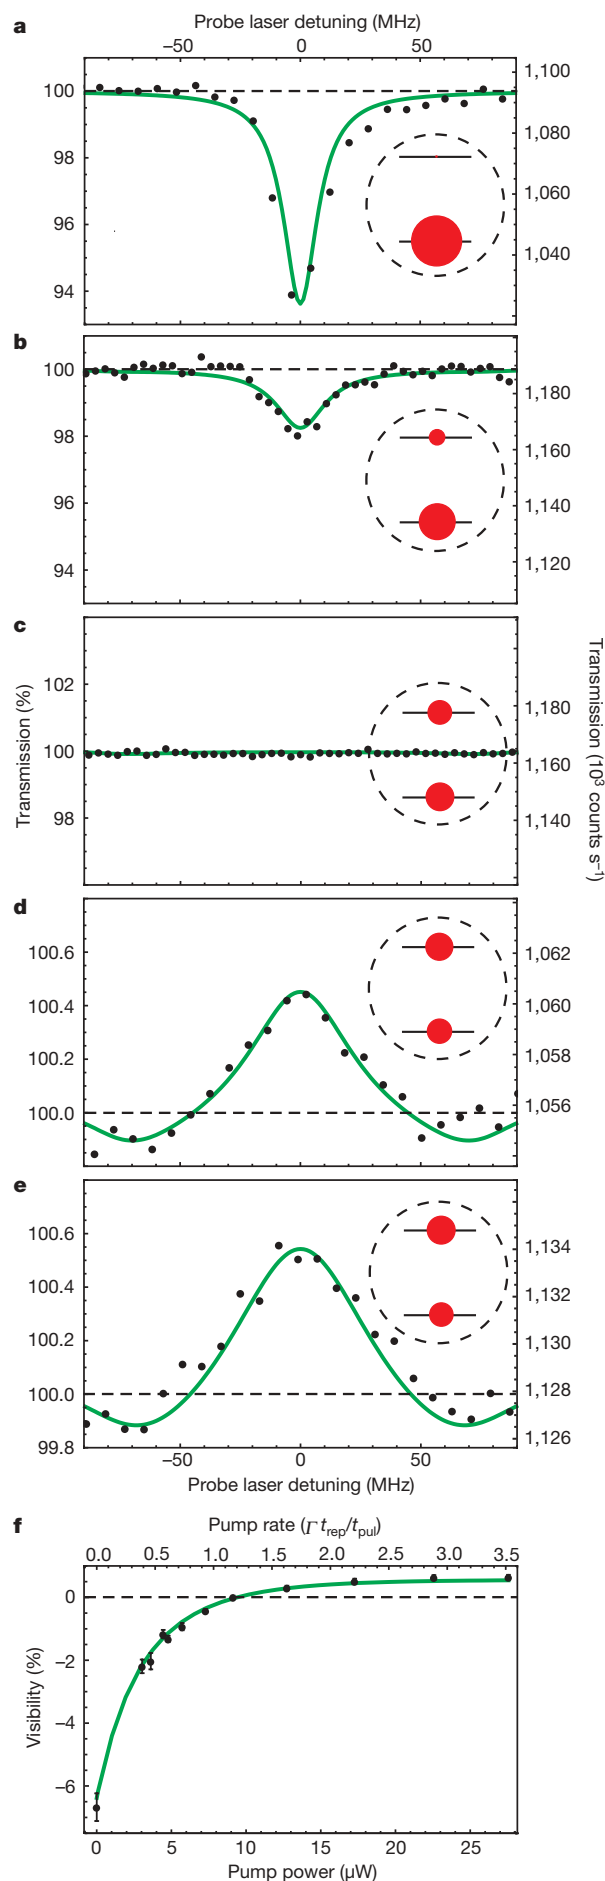 Probe laser detuning (MHz)
a
−50 0 50
100
98
96
94
1,100
1,080
1,060
1,040
b
100
98
96
94
1,180
1,160
1,140
1,120
c
102
100
98
1,180
1,160
1,140
Transmission (%)
Transmission (10³ counts s⁻¹)
d
100.6
100.4
100.2
100.0
1,062
1,060
1,058
1,056
e
100.6
100.4
100.2
100.0
99.8
1,134
1,132
1,130
1,128
1,126
−50 0 50
Probe laser detuning (MHz)
f
Pump rate (Γ t_rep/t_pul)
0.0 0.5 1.2 1.7 2.2 2.9 3.5
0
−2
−4
−6
Visibility (%)
0 5 10 15 20 25
Pump power (μW)